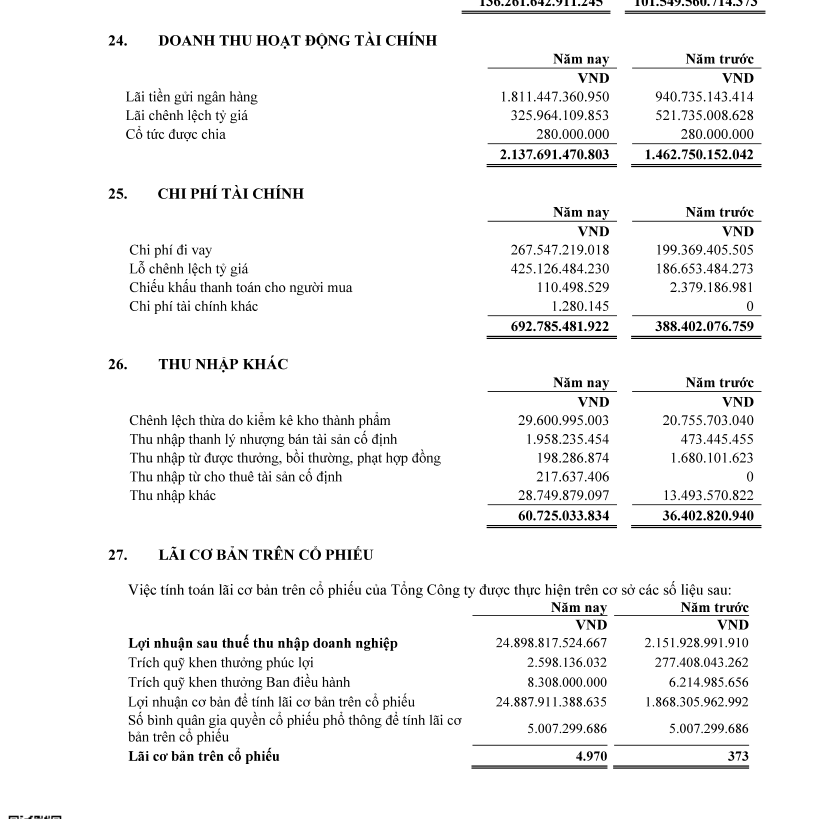 136.261.642.911.245 101.549.560.714.373
24. DOANH THU HOẠT ĐỘNG TÀI CHÍNH
Năm nay Năm trước
VND VND
Lãi tiền gửi ngân hàng 1.811.447.360.950 940.735.143.414
Lãi chênh lệch tỷ giá 325.964.109.853 521.735.008.628
Cổ tức được chia 280.000.000 280.000.000
2.137.691.470.803 1.462.750.152.042
25. CHI PHÍ TÀI CHÍNH
Năm nay Năm trước
VND VND
Chi phí đi vay 267.547.219.018 199.369.405.505
Lỗ chênh lệch tỷ giá 425.126.484.230 186.653.484.273
Chiếu khấu thanh toán cho người mua 110.498.529 2.379.186.981
Chi phí tài chính khác 1.280.145 0
692.785.481.922 388.402.076.759
26. THU NHẬP KHÁC
Năm nay Năm trước
VND VND
Chênh lệch thừa do kiểm kê kho thành phẩm 29.600.995.003 20.755.703.040
Thu nhập thanh lý nhượng bán tài sản cố định 1.958.235.454 473.445.455
Thu nhập từ được thưởng, bồi thường, phạt hợp đồng 198.286.874 1.680.101.623
Thu nhập từ cho thuê tài sản cố định 217.637.406 0
Thu nhập khác 28.749.879.097 13.493.570.822
60.725.033.834 36.402.820.940
27. LÃI CƠ BẢN TRÊN CỔ PHIẾU
Việc tính toán lãi cơ bản trên cổ phiếu của Tổng Công ty được thực hiện trên cơ sở các số liệu sau:
Năm nay Năm trước
VND VND
Lợi nhuận sau thuế thu nhập doanh nghiệp 24.898.817.524.667 2.151.928.991.910
Trích quỹ khen thưởng phúc lợi 2.598.136.032 277.408.043.262
Trích quỹ khen thưởng Ban điều hành 8.308.000.000 6.214.985.656
Lợi nhuận cơ bản để tính lãi cơ bản trên cổ phiếu 24.887.911.388.635 1.868.305.962.992
Số bình quân gia quyền cổ phiếu phổ thông để tính lãi cơ
bản trên cổ phiếu 5.007.299.686 5.007.299.686
Lãi cơ bản trên cổ phiếu 4.970 373